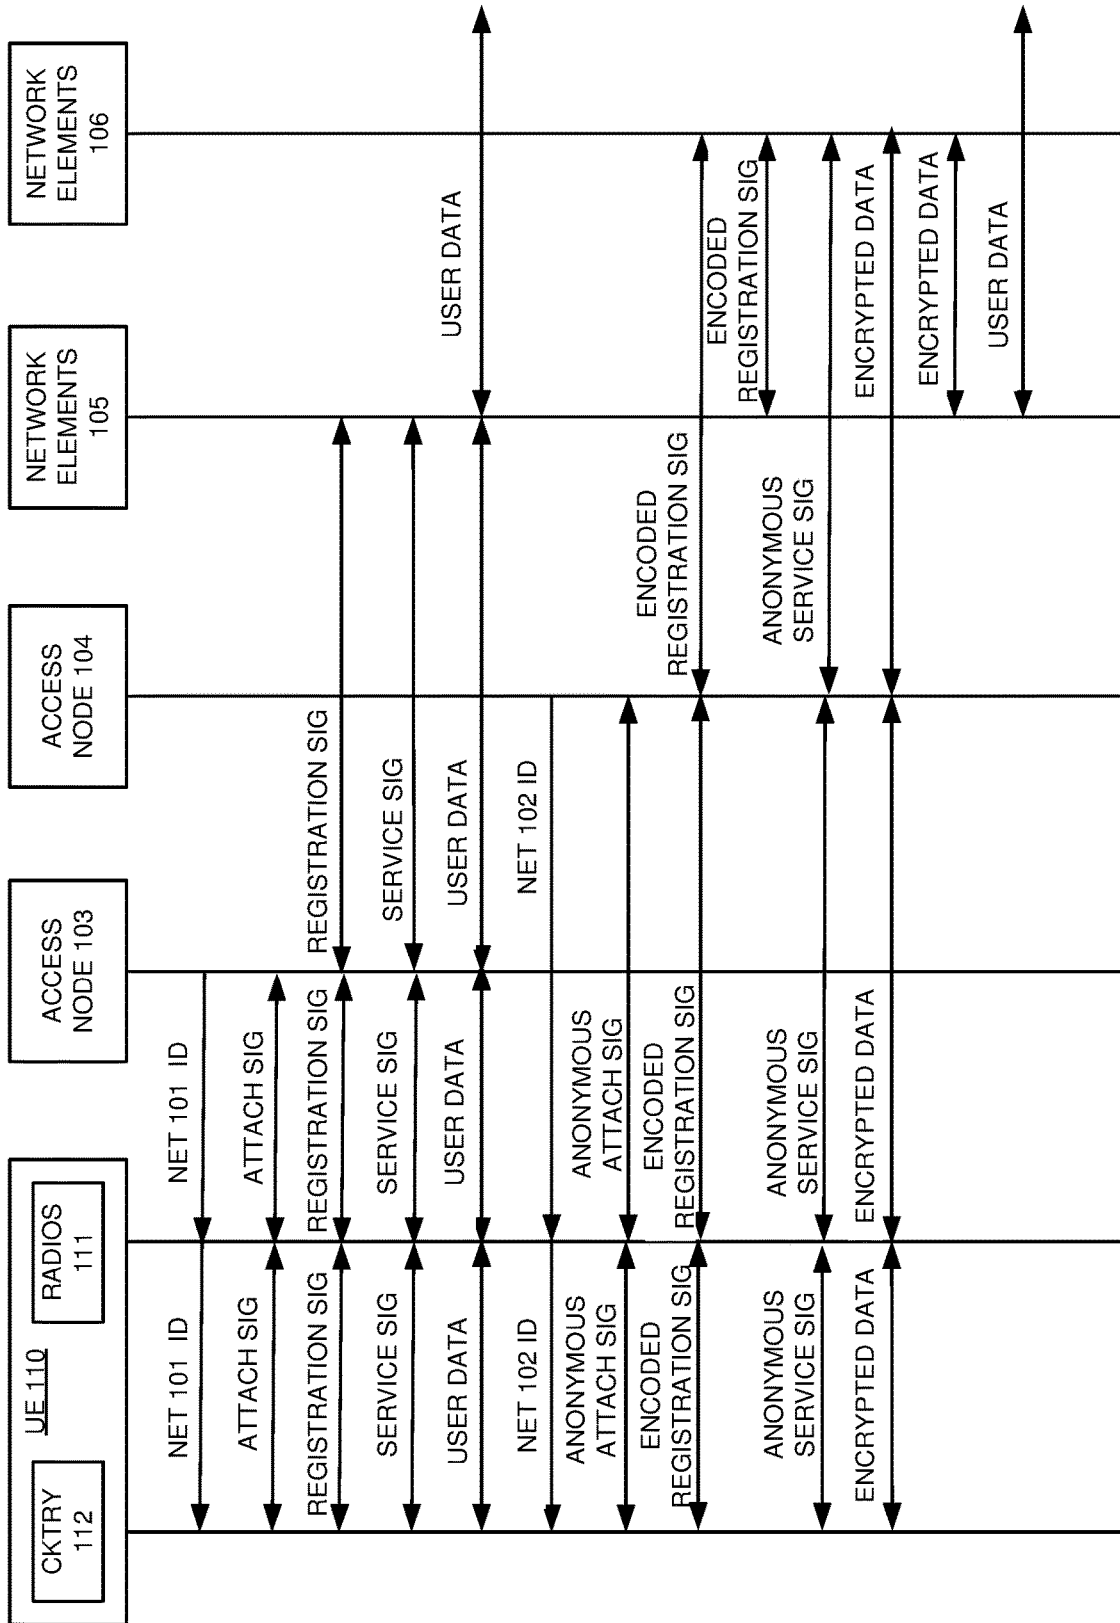 UE 110
CKTRY
112
RADIOS
111
ACCESS
NODE 103
ACCESS
NODE 104
NETWORK
ELEMENTS
105
NETWORK
ELEMENTS
106
NET 101 ID
NET 101 ID
ATTACH SIG
ATTACH SIG
REGISTRATION SIG
REGISTRATION SIG
REGISTRATION SIG
SERVICE SIG
SERVICE SIG
SERVICE SIG
USER DATA
USER DATA
USER DATA
USER DATA
NET 102 ID
NET 102 ID
ANONYMOUS
ATTACH SIG
ANONYMOUS
ATTACH SIG
ENCODED
REGISTRATION SIG
ENCODED
REGISTRATION SIG
ENCODED
REGISTRATION SIG
ENCODED
REGISTRATION SIG
ANONYMOUS
SERVICE SIG
ANONYMOUS
SERVICE SIG
ANONYMOUS
SERVICE SIG
ENCRYPTED DATA
ENCRYPTED DATA
ENCRYPTED DATA
ENCRYPTED DATA
USER DATA